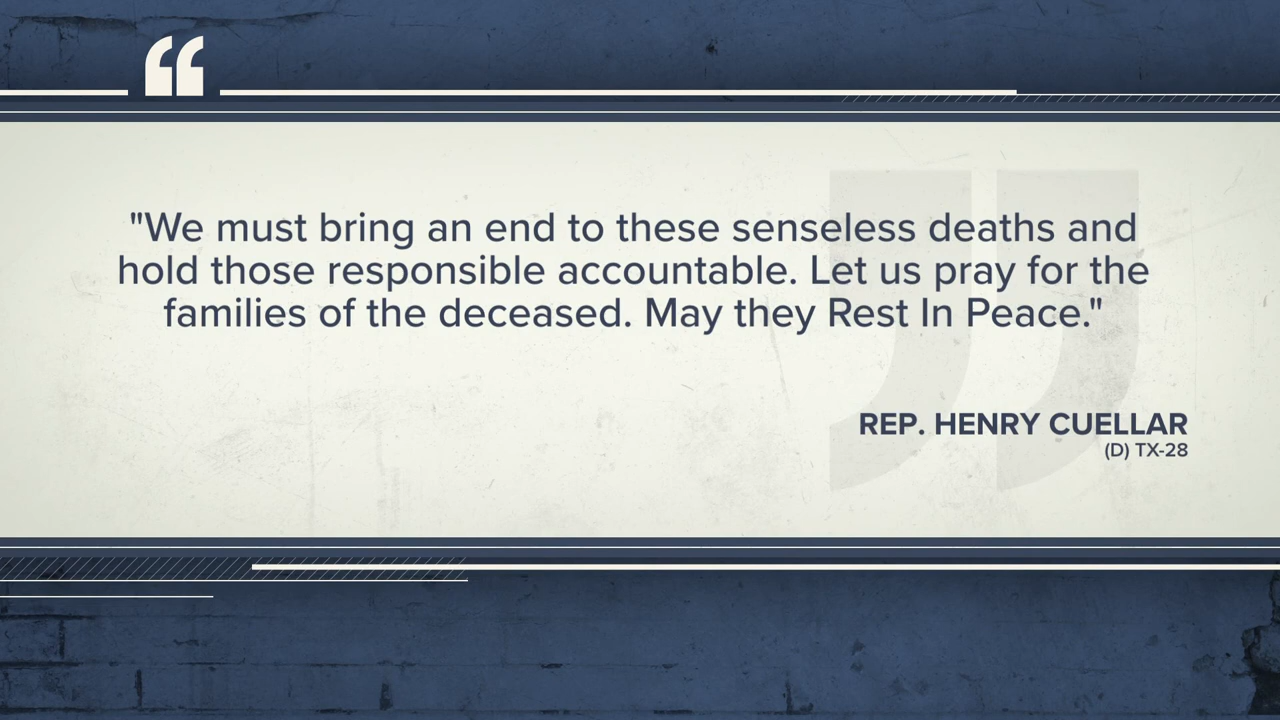 "We must bring an end to these senseless deaths and
hold those responsible accountable. Let us pray for the
families of the deceased. May they Rest In Peace."
REP. HENRY CUELLAR
(D) TX-28